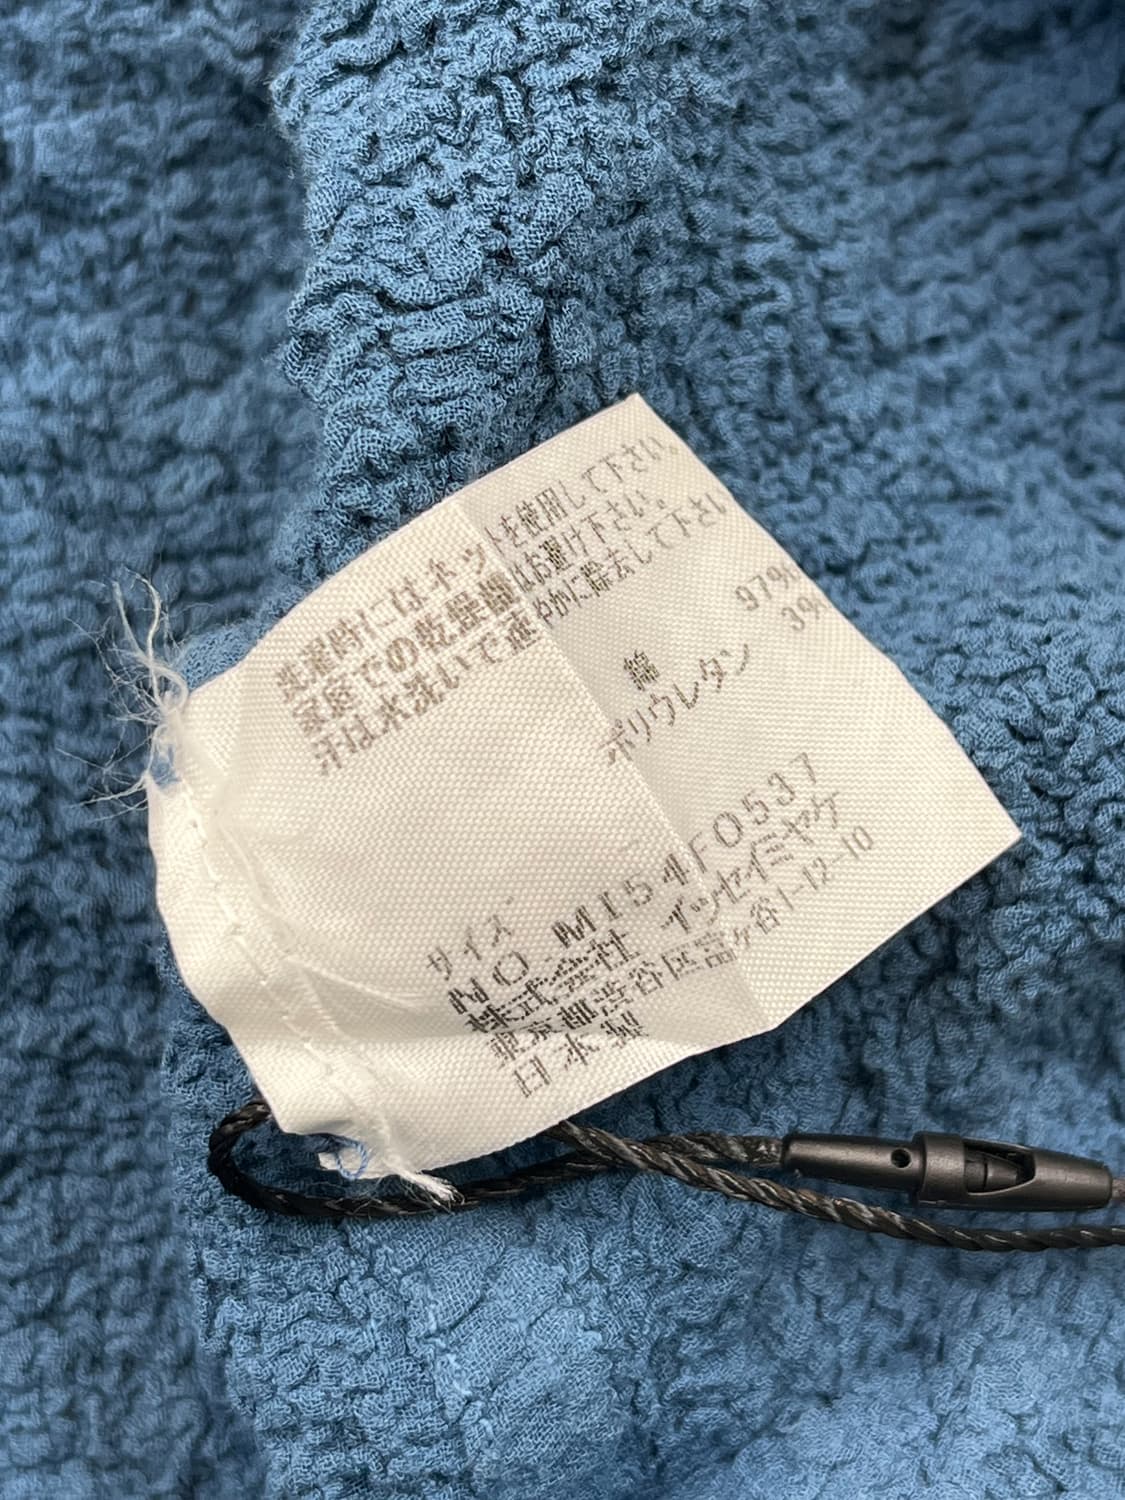 洗濯時にはネットを使用して下さい。
家庭での乾燥機はお避け下さい。
汗は水洗いで速やかに除去して下さい
綿 97%
ポリウレタン 3%
サイズ
NO MI54FO537
株式会社 イッセイミヤケ
東京都渋谷区富ヶ谷1-12-10
日本製